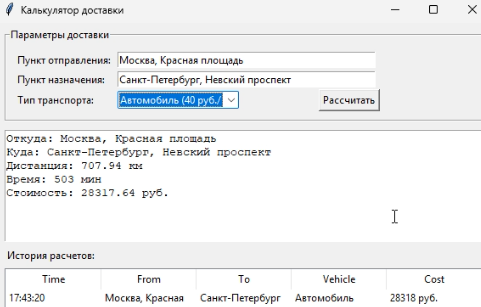 Калькулятор доставки
Параметры доставки
Пункт отправления: Москва, Красная площадь
Пункт назначения: Санкт-Петербург, Невский проспект
Тип транспорта: Автомобиль (40 руб./ Рассчитать
Откуда: Москва, Красная площадь
Куда: Санкт-Петербург, Невский проспект
Дистанция: 707.94 км
Время: 503 мин
Стоимость: 28317.64 руб.
История расчетов:
Time From To Vehicle Cost
17:43:20 Москва, Красная Санкт-Петербург Автомобиль 28318 руб.